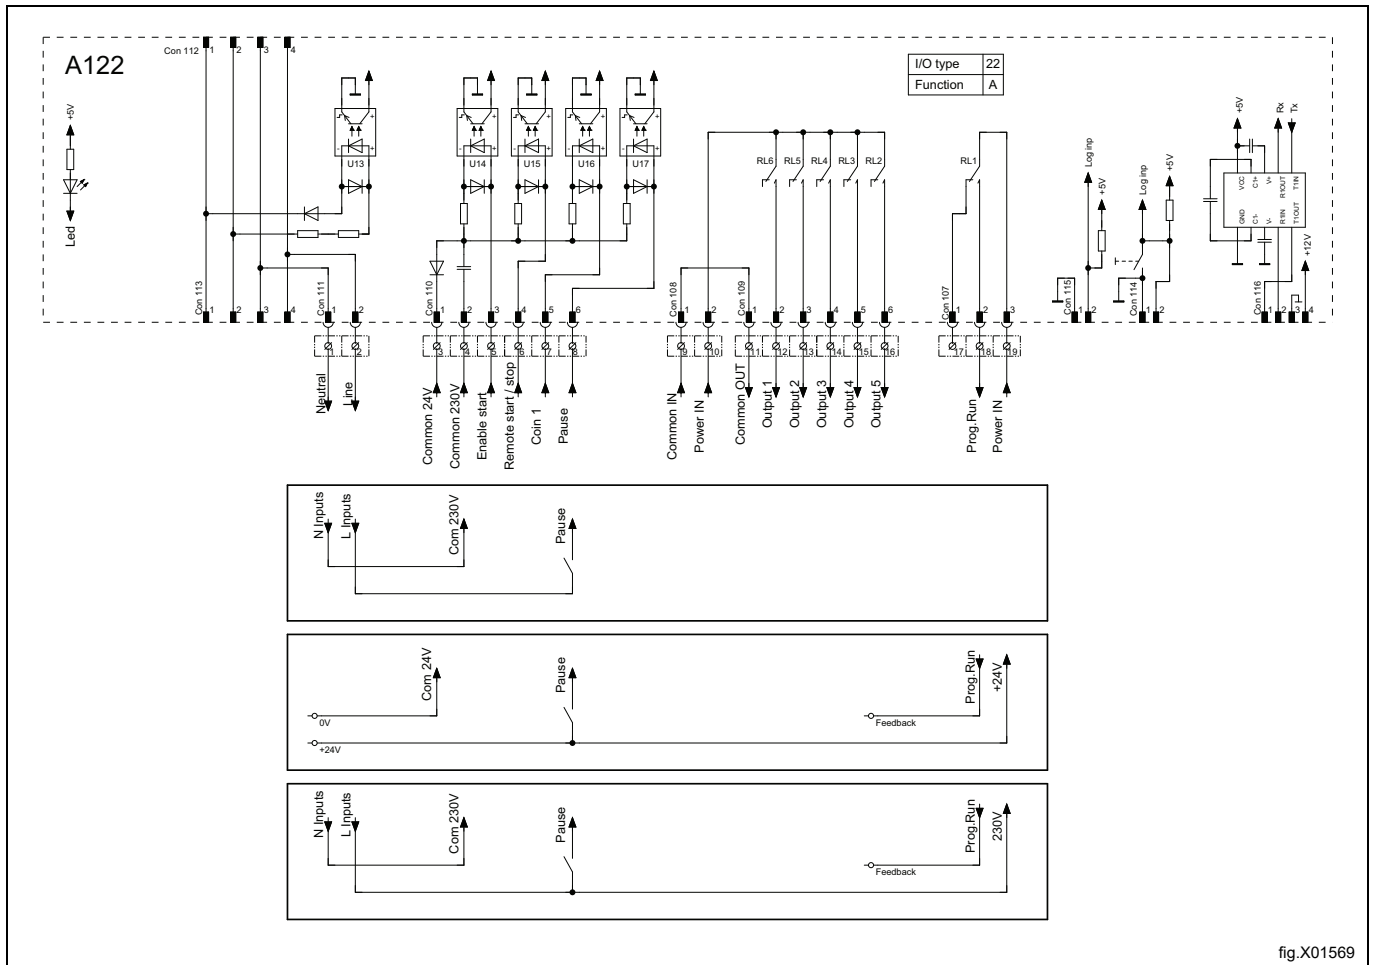 A122
Con 112
1
2
3
4
I/O type 22
Function A
+5V
Led
U13
U14
U15
U16
U17
-
+
RL6
RL5
RL4
RL3
RL2
RL1
Log inp
+5V
Log inp
+5V
+5V
Rx
Tx
VCC
C1+
V+
R1OUT
T1IN
GND
C1-
V-
R1IN
T1OUT
+12V
Con 113
1
2
3
4
Con 111
1
2
Con 110
1
2
3
4
5
6
Con 108
1
2
Con 109
1
2
3
4
5
6
Con 107
1
2
3
Con 115
1
2
Con 114
1
2
Con 116
1
2
3
4
1
2
3
4
5
6
7
8
9
10
11
12
13
14
15
16
17
18
19
Neutral
Line
Common 24V
Common 230V
Enable start
Remote start / stop
Coin 1
Pause
Common IN
Power IN
Common OUT
Output 1
Output 2
Output 3
Output 4
Output 5
Prog.Run
Power IN
N Inputs
L Inputs
Com 230V
Pause
Com 24V
Pause
Prog.Run
+24V
0V
+24V
Feedback
N Inputs
L Inputs
Com 230V
Pause
Prog.Run
230V
Feedback
fig.X01569